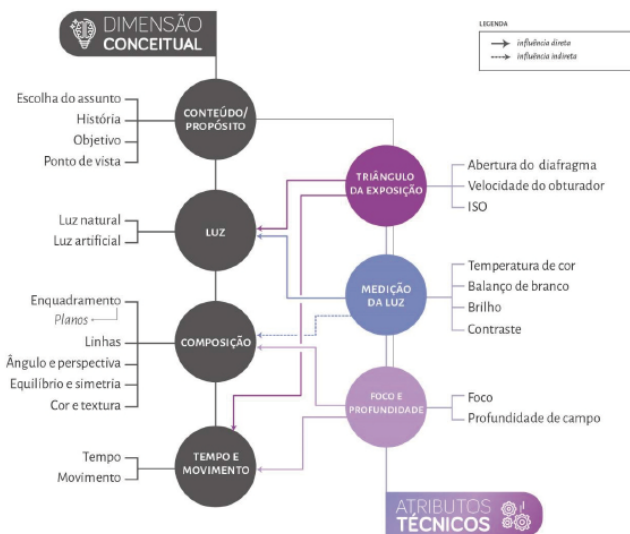 DIMENSÃO
CONCEITUAL
LEGENDA
influência direta
influência indireta
Escolha do assunto
História
Objetivo
Ponto de vista
CONTEÚDO/
PROPÓSITO
TRIÂNGULO
DA EXPOSIÇÃO
Abertura do diafragma
Velocidade do obturador
ISO
Luz natural
Luz artificial
LUZ
MEDIÇÃO
DA LUZ
Temperatura de cor
Balanço de branco
Brilho
Contraste
Enquadramento
Planos
Linhas
Ângulo e perspectiva
Equilíbrio e simetria
Cor e textura
COMPOSIÇÃO
FOCO E
PROFUNDIDADE
Foco
Profundidade de campo
Tempo
Movimento
TEMPO E
MOVIMENTO
ATRIBUTOS
TÉCNICOS